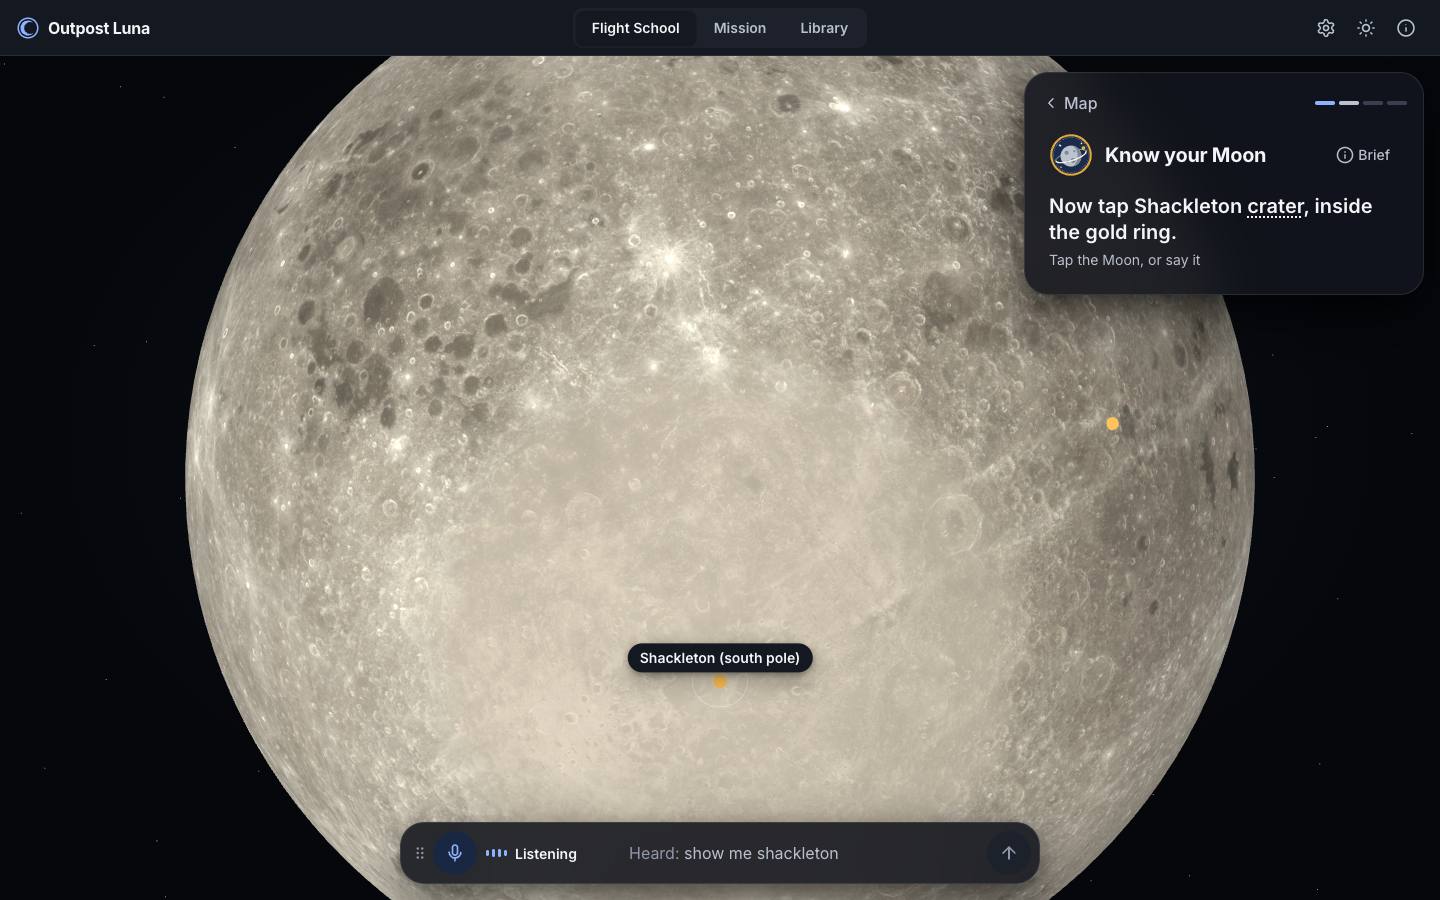 Outpost Luna
Flight School
Mission
Library
Map
Know your Moon
Brief
Now tap Shackleton crater, inside
the gold ring.
Tap the Moon, or say it
Shackleton (south pole)
Listening
Heard: show me shackleton